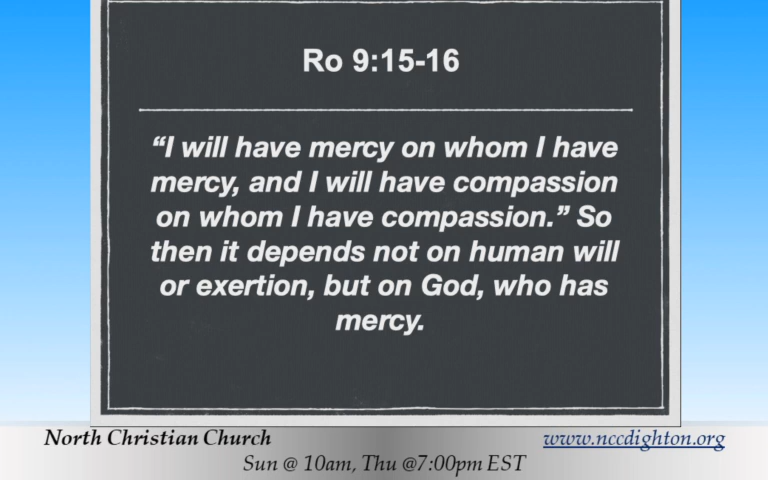 Ro 9:15-16
“I will have mercy on whom I have
mercy, and I will have compassion
on whom I have compassion.” So
then it depends not on human will
or exertion, but on God, who has
mercy.
North Christian Church
www.nccdighton.org
Sun @ 10am, Thu @7:00pm EST